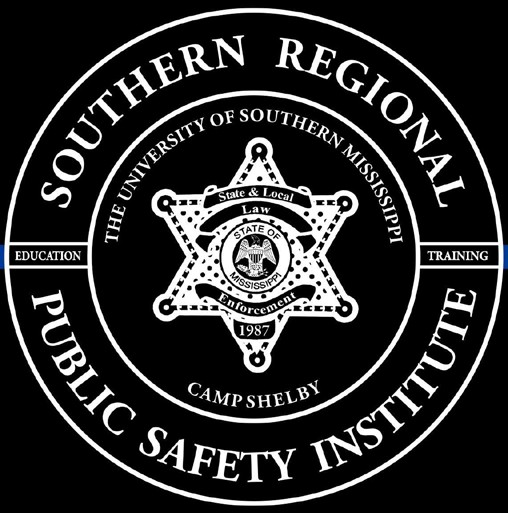 SOUTHERN REGIONAL
THE UNIVERSITY OF SOUTHERN MISSISSIPPI
State & Local
Law
STATE OF
MISSISSIPPI
Enforcement
1987
EDUCATION
TRAINING
CAMP SHELBY
PUBLIC SAFETY INSTITUTE